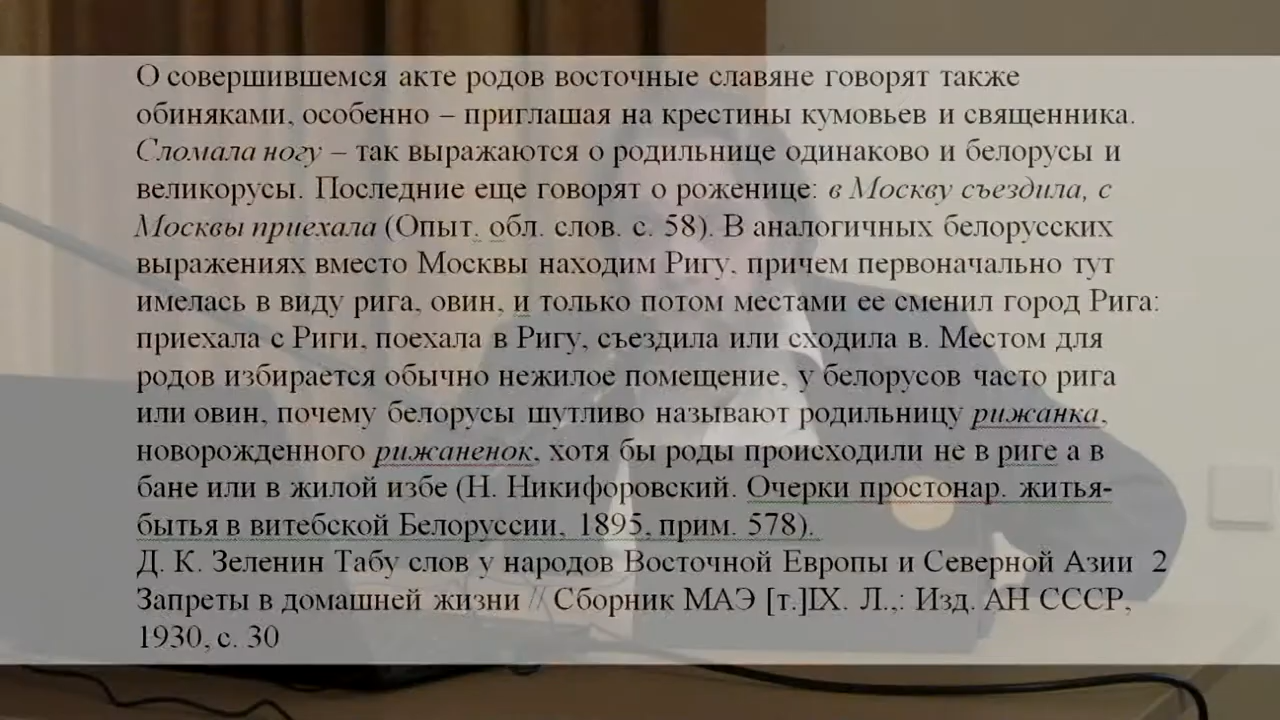 О совершившемся акте родов восточные славяне говорят также
обиняками, особенно – приглашая на крестины кумовьев и священника.
Сломала ногу – так выражаются о родильнице одинаково и белорусы и
великорусы. Последние еще говорят о роженице: в Москву съездила, с
Москвы приехала (Опыт. обл. слов. с. 58). В аналогичных белорусских
выражениях вместо Москвы находим Ригу, причем первоначально тут
имелась в виду рига, овин, и только потом местами ее сменил город Рига:
приехала с Риги, поехала в Ригу, съездила или сходила в. Местом для
родов избирается обычно нежилое помещение, у белорусов часто рига
или овин, почему белорусы шутливо называют родильницу рижанка,
новорожденного рижаненок, хотя бы роды происходили не в риге а в
бане или в жилой избе (Н. Никифоровский. Очерки простонар. житья-
бытья в витебской Белоруссии, 1895, прим. 578).
Д. К. Зеленин Табу слов у народов Восточной Европы и Северной Азии 2
Запреты в домашней жизни // Сборник МАЭ [т.]IX. Л.,: Изд. АН СССР,
1930, с. 30